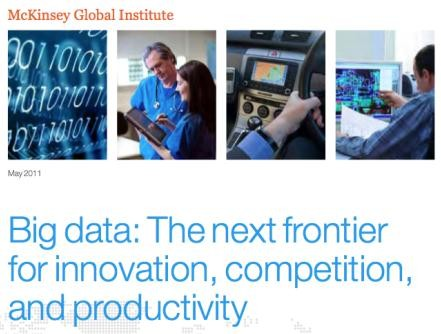 McKinsey Global Institute
May 2011
Big data: The next frontier
for innovation, competition,
and productivity